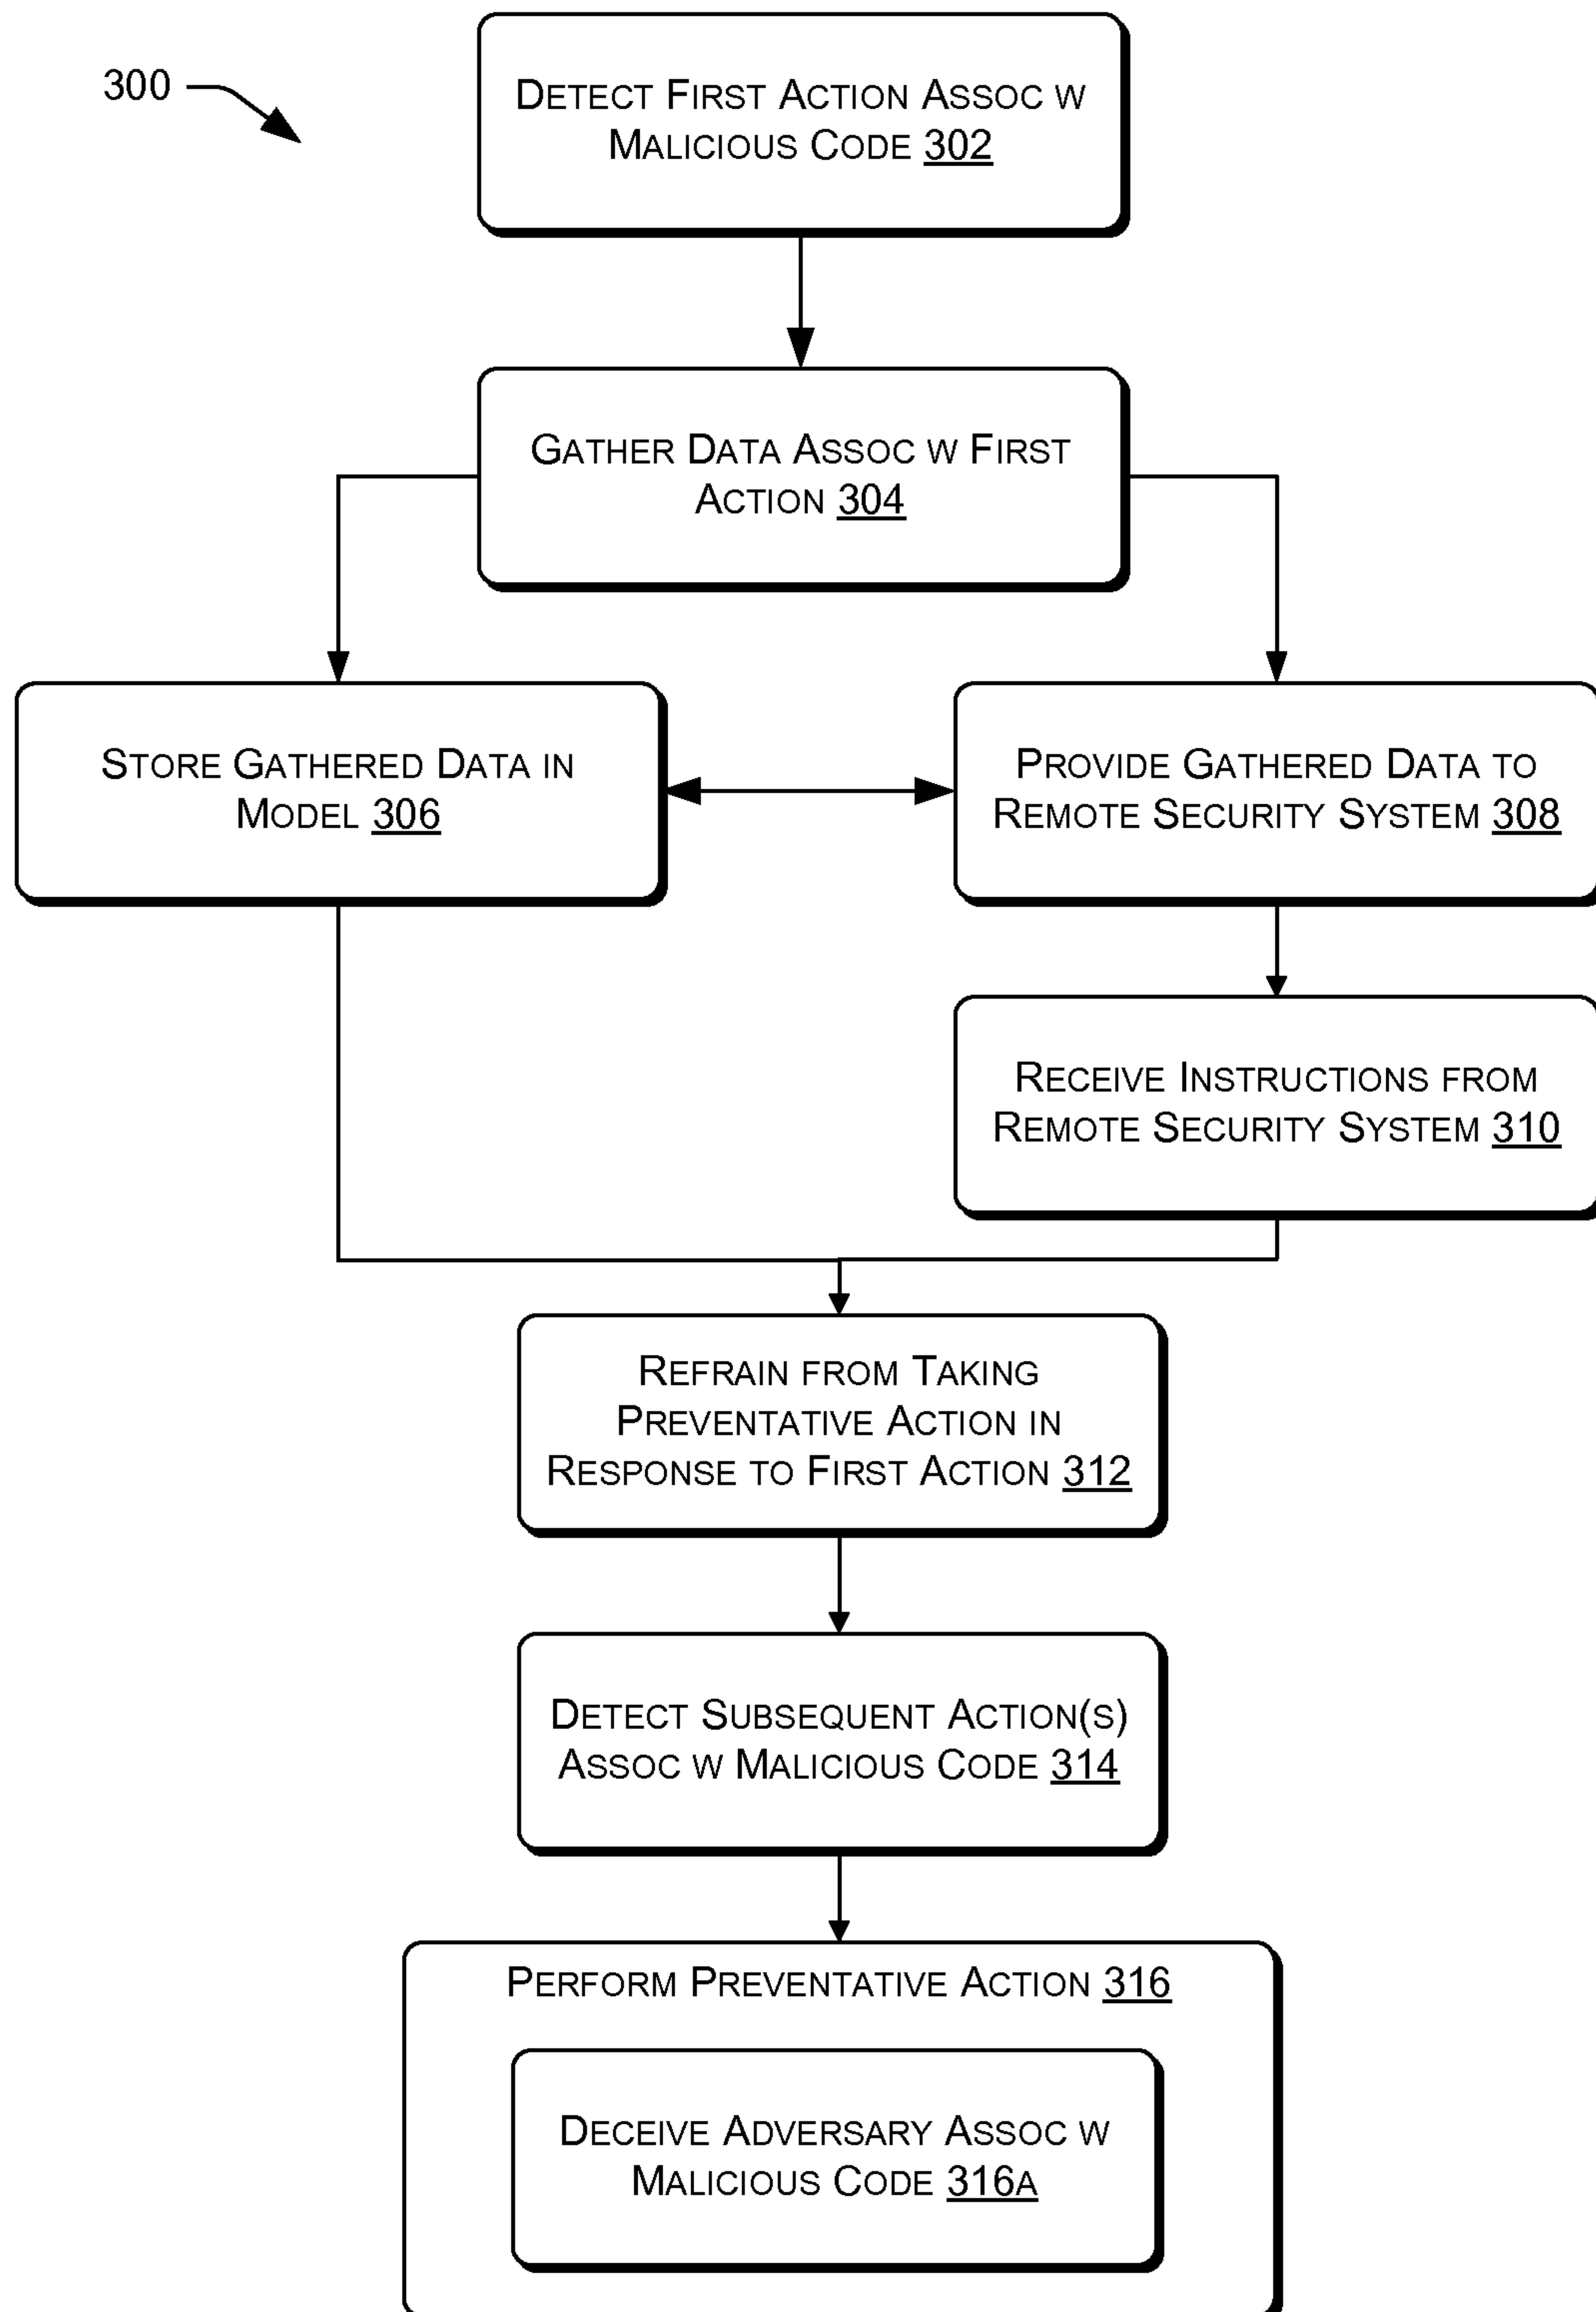 300
DETECT FIRST ACTION ASSOC W
MALICIOUS CODE 302
GATHER DATA ASSOC W FIRST
ACTION 304
STORE GATHERED DATA IN
MODEL 306
PROVIDE GATHERED DATA TO
REMOTE SECURITY SYSTEM 308
RECEIVE INSTRUCTIONS FROM
REMOTE SECURITY SYSTEM 310
REFRAIN FROM TAKING
PREVENTATIVE ACTION IN
RESPONSE TO FIRST ACTION 312
DETECT SUBSEQUENT ACTION(S)
ASSOC W MALICIOUS CODE 314
PERFORM PREVENTATIVE ACTION 316
DECEIVE ADVERSARY ASSOC W
MALICIOUS CODE 316A